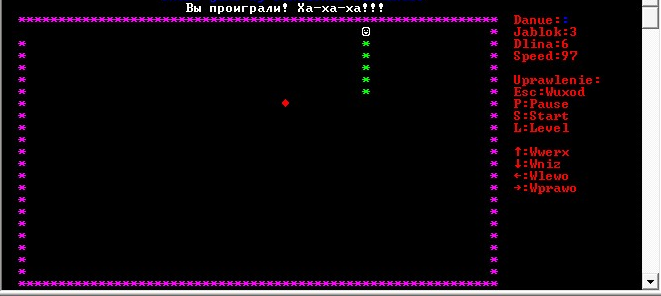 Вы проиграли! Ха-ха-ха!!!
Danue::
Jablok:3
Dlina:6
Speed:97
Uprawlenie:
Esc:Wuxod
P:Pause
S:Start
L:Level
↑:Wwerx
↓:Wniz
←:Wlewo
→:Wprawo